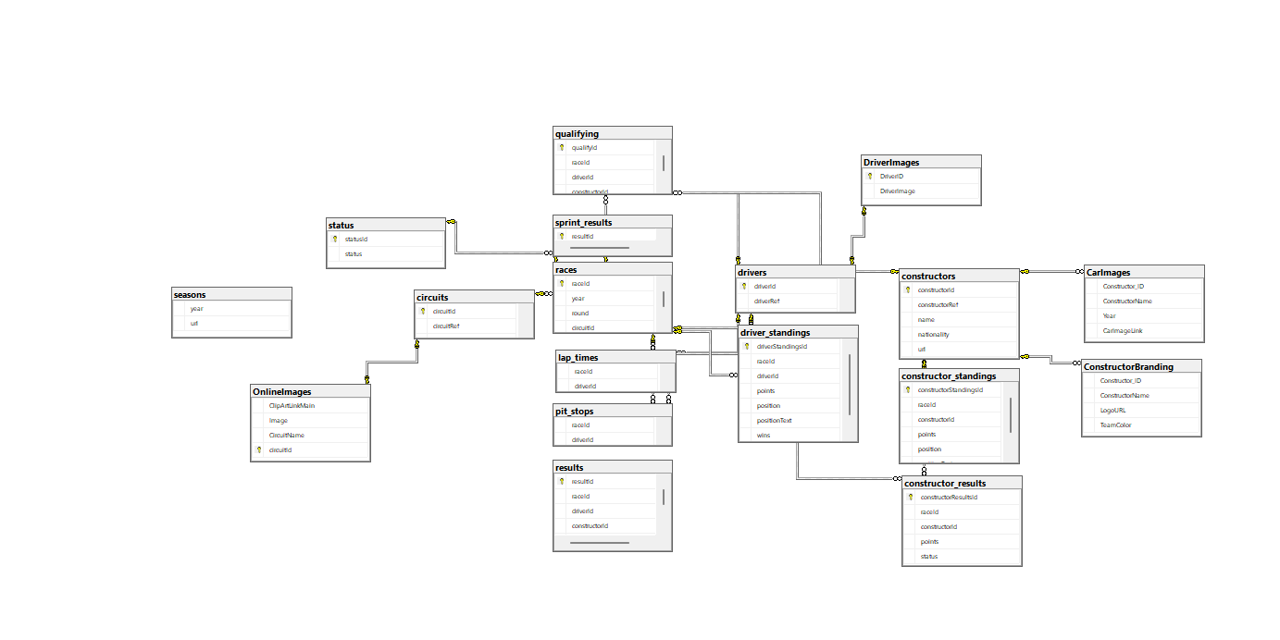 qualifying
qualifyId
raceId
driverId
constructorId
DriverImages
DriverID
DriverImage
status
statusId
status
sprint_results
resultId
races
raceId
year
round
circuitId
drivers
driverId
driverRef
constructors
constructorId
constructorRef
name
nationality
url
CarImages
Constructor_ID
ConstructorName
Year
CarImageLink
seasons
year
url
circuits
circuitId
circuitRef
driver_standings
driverStandingsId
raceId
driverId
points
position
positionText
wins
lap_times
raceId
driverId
ConstructorBranding
Constructor_ID
ConstructorName
LogoURL
TeamColor
constructor_standings
constructorStandingsId
raceId
constructorId
points
position
OnlineImages
ClipArtLinkMain
Image
CircuitName
circuitId
pit_stops
raceId
driverId
results
resultId
raceId
driverId
constructorId
constructor_results
constructorResultsId
raceId
constructorId
points
status